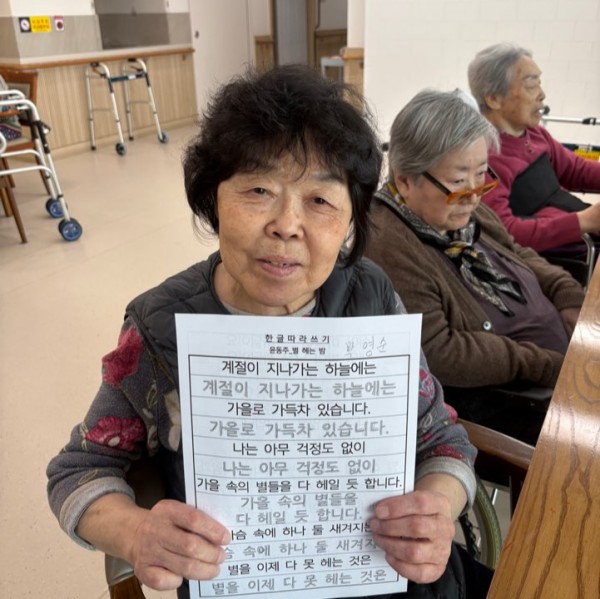 한글따라쓰기
윤동주_별 헤는 밤
박영순
계절이 지나가는 하늘에는
계절이 지나가는 하늘에는
가을로 가득차 있습니다.
가을로 가득차 있습니다.
나는 아무 걱정도 없이
나는 아무 걱정도 없이
가을 속의 별들을 다 헤일 듯 합니다.
가을 속의 별들을
다 헤일 듯 합니다.
가슴 속에 하나 둘 새겨지는
가슴 속에 하나 둘 새겨지는
별을 이제 다 못 헤는 것은
별을 이제 다 못 헤는 것은